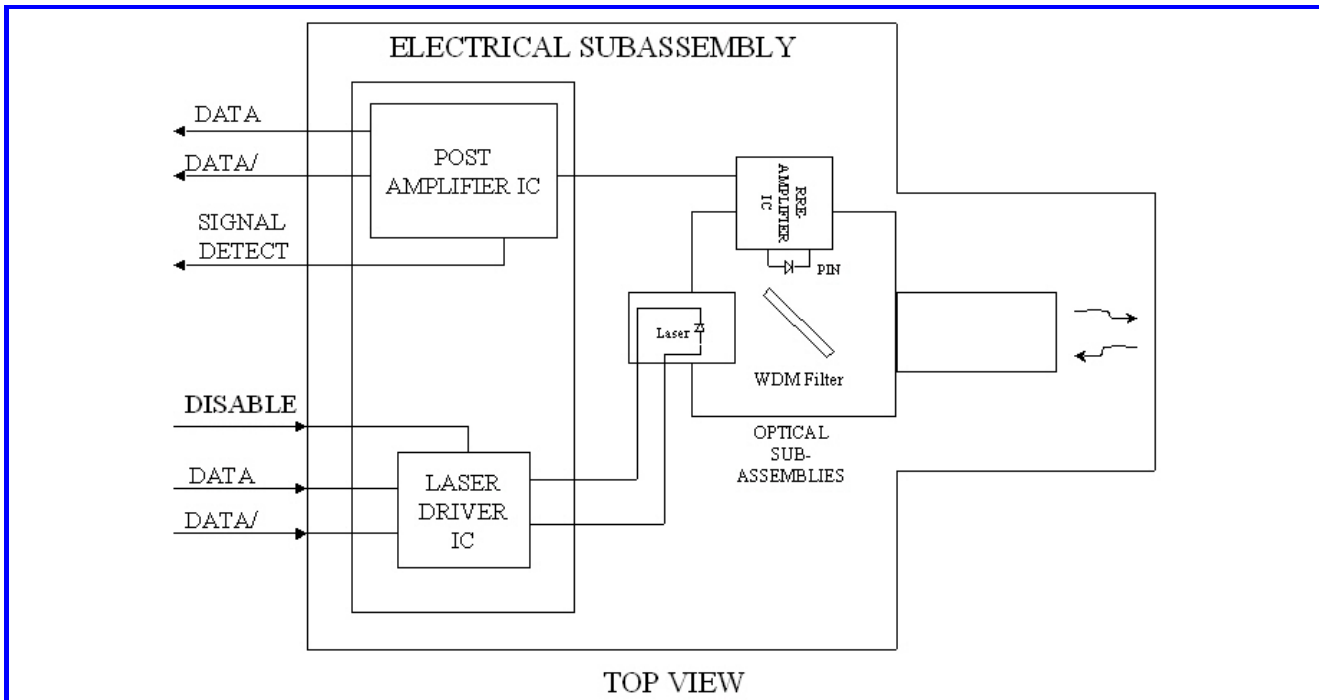 ELECTRICAL SUBASSEMBLY
DATA
DATA/
SIGNAL
DETECT
POST
AMPLIFIER IC
RRE-
AMPLIFIER
IC
PIN
Laser
WDM Filter
OPTICAL
SUB-
ASSEMBLIES
DISABLE
DATA
DATA/
LASER
DRIVER
IC
TOP VIEW